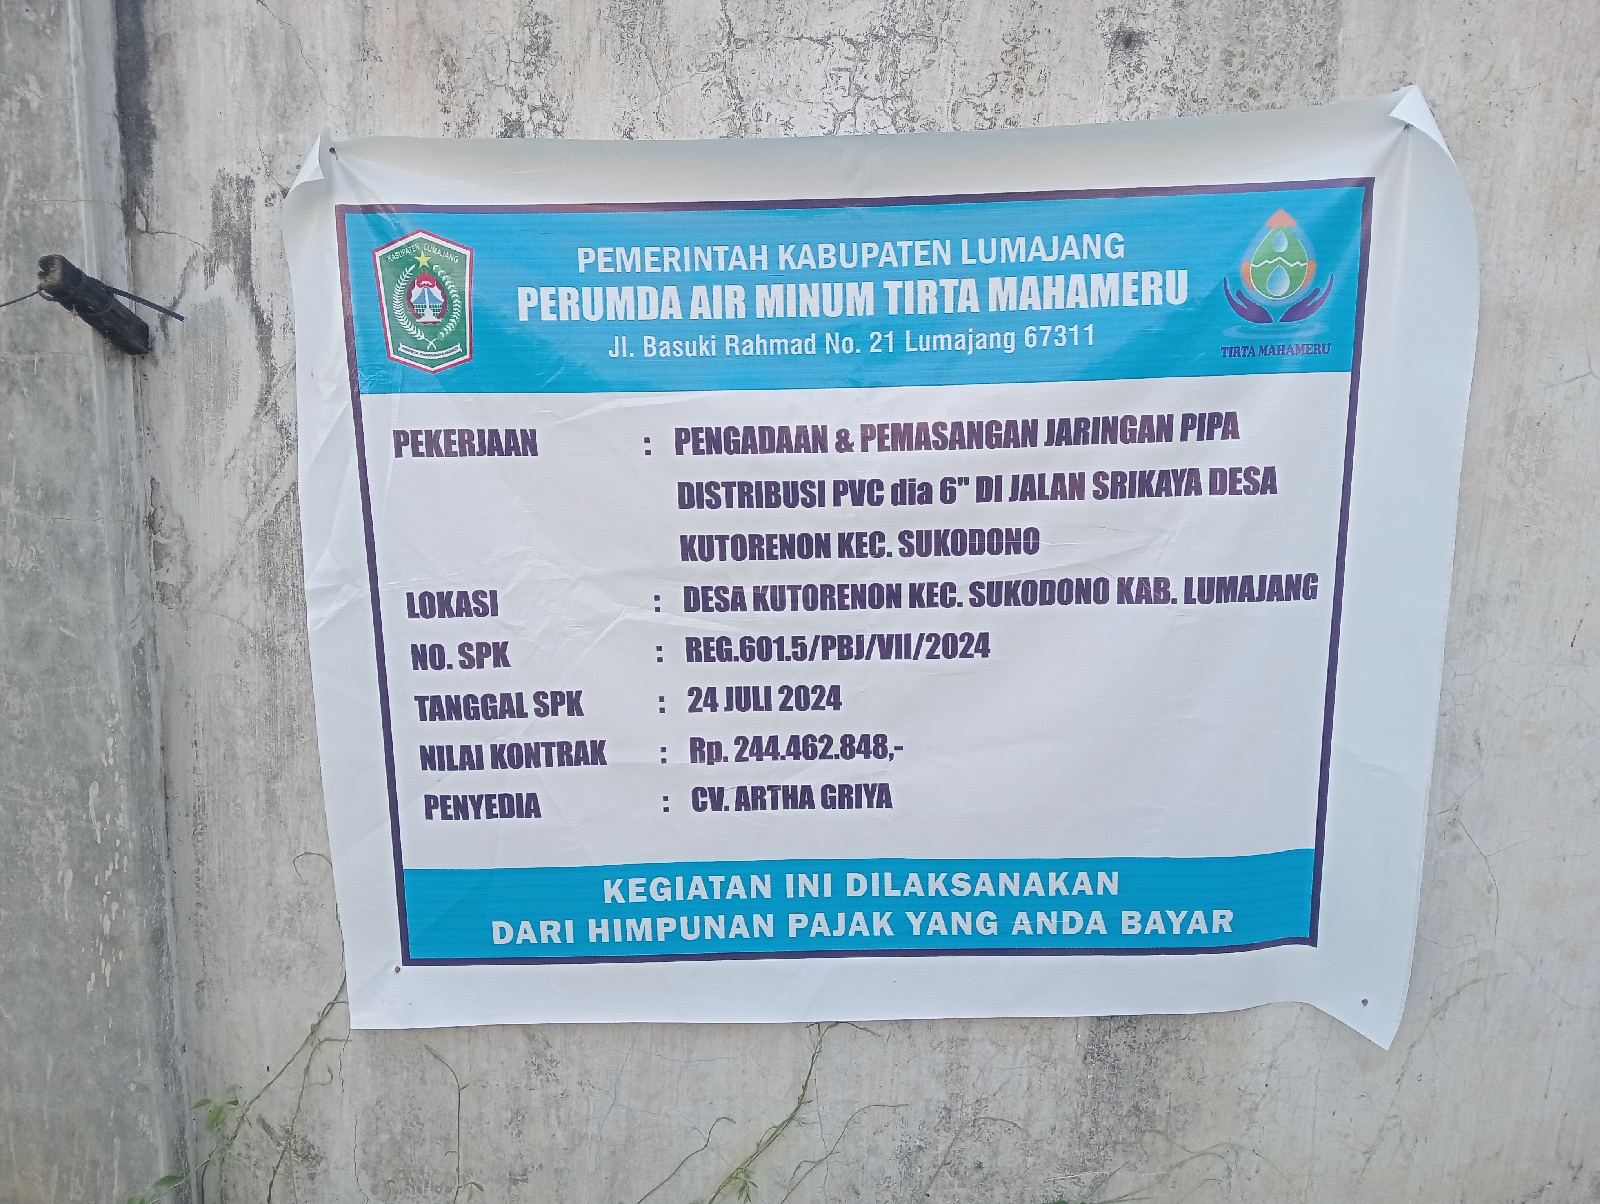 KABUPATEN LUMAJANG
PEMERINTAH KABUPATEN LUMAJANG
PERUMDA AIR MINUM TIRTA MAHAMERU
Jl. Basuki Rahmad No. 21 Lumajang 67311
TIRTA MAHAMERU
PEKERJAAN : PENGADAAN & PEMASANGAN JARINGAN PIPA
DISTRIBUSI PVC dia 6" DI JALAN SRIKAYA DESA
KUTORENON KEC. SUKODONO
LOKASI : DESA KUTORENON KEC. SUKODONO KAB. LUMAJANG
NO. SPK : REG.601.5/PBJ/VII/2024
TANGGAL SPK : 24 JULI 2024
NILAI KONTRAK : Rp. 244.462.848,-
PENYEDIA : CV. ARTHA GRIYA
KEGIATAN INI DILAKSANAKAN
DARI HIMPUNAN PAJAK YANG ANDA BAYAR